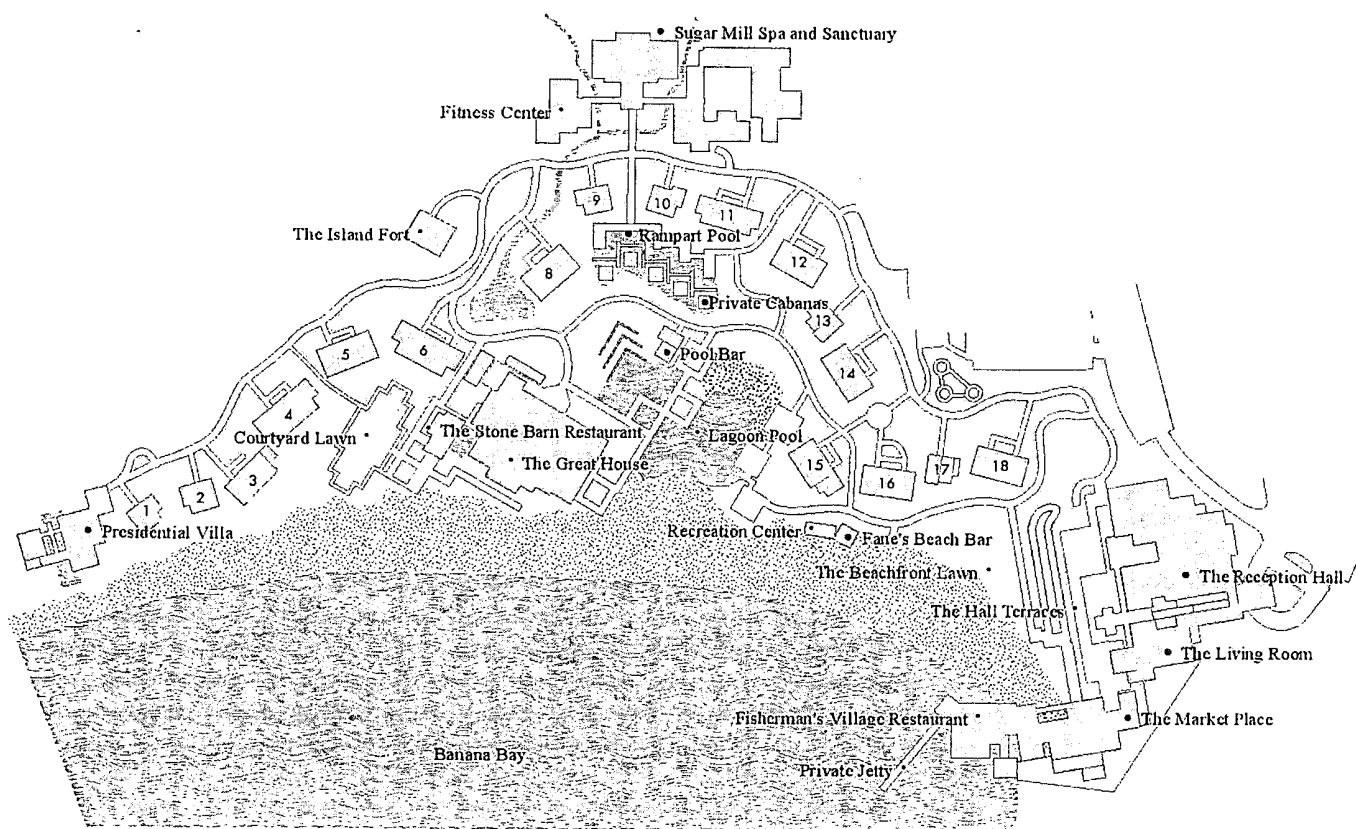 Sugar Mill Spa and Sanctuary
Fitness Center
9
10
11
The Island Fort
Rampart Pool
8
12
Private Cabanas
13
5
6
Pool Bar
14
4
Courtyard Lawn
The Stone Barn Restaurant
Lagoon Pool
The Great House
15
16
17
18
3
2
1
Presidential Villa
Recreation Center
Fane's Beach Bar
The Beachfront Lawn
The Reception Hall
The Hall Terraces
The Living Room
Fisherman's Village Restaurant
The Market Place
Banana Bay
Private Jetty